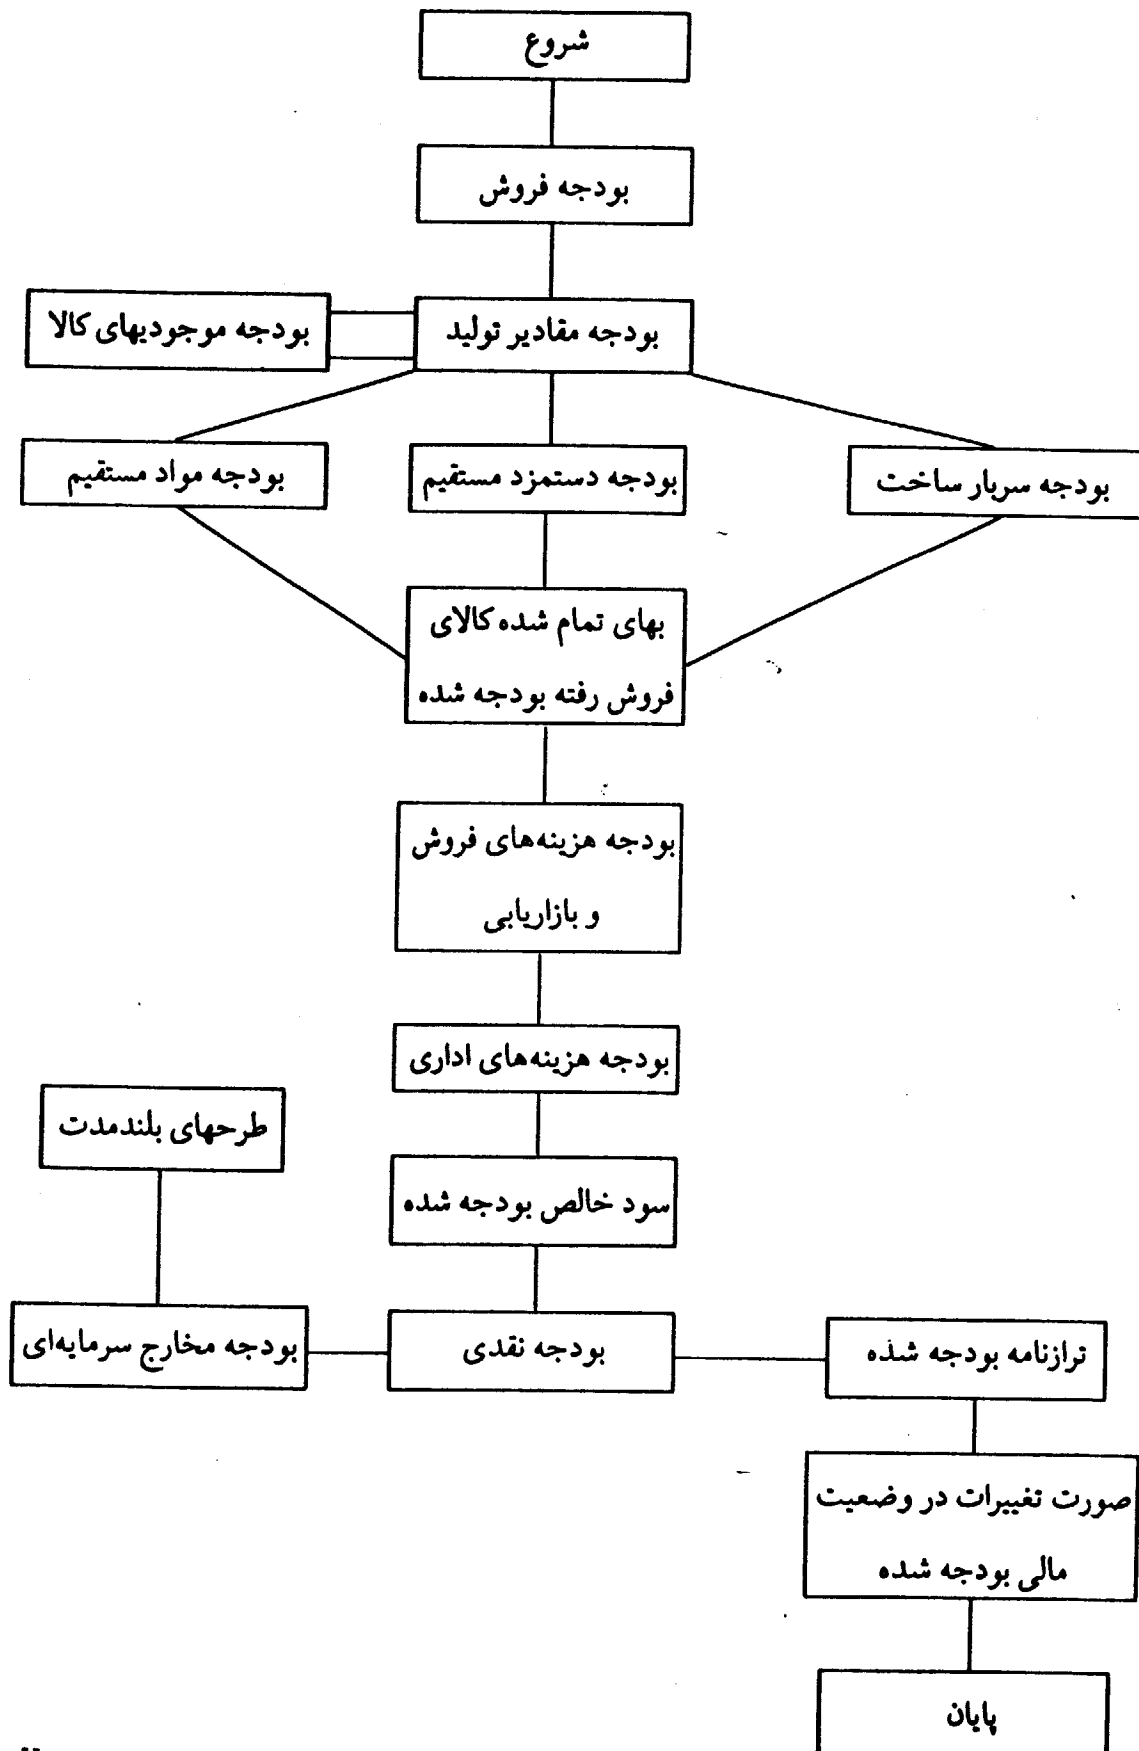 شروع
بودجه فروش
بودجه مقادیر تولید
بودجه موجودیهای کالا
بودجه سربار ساخت
بودجه دستمزد مستقیم
بودجه مواد مستقیم
بهای تمام شده کالای
فروش رفته بودجه شده
بودجه هزینه‌های فروش
و بازاریابی
بودجه هزینه‌های اداری
طرحهای بلندمدت
سود خالص بودجه شده
ترازنامه بودجه شده
بودجه نقدی
بودجه مخارج سرمایه‌ای
صورت تغییرات در وضعیت
مالی بودجه شده
پایان